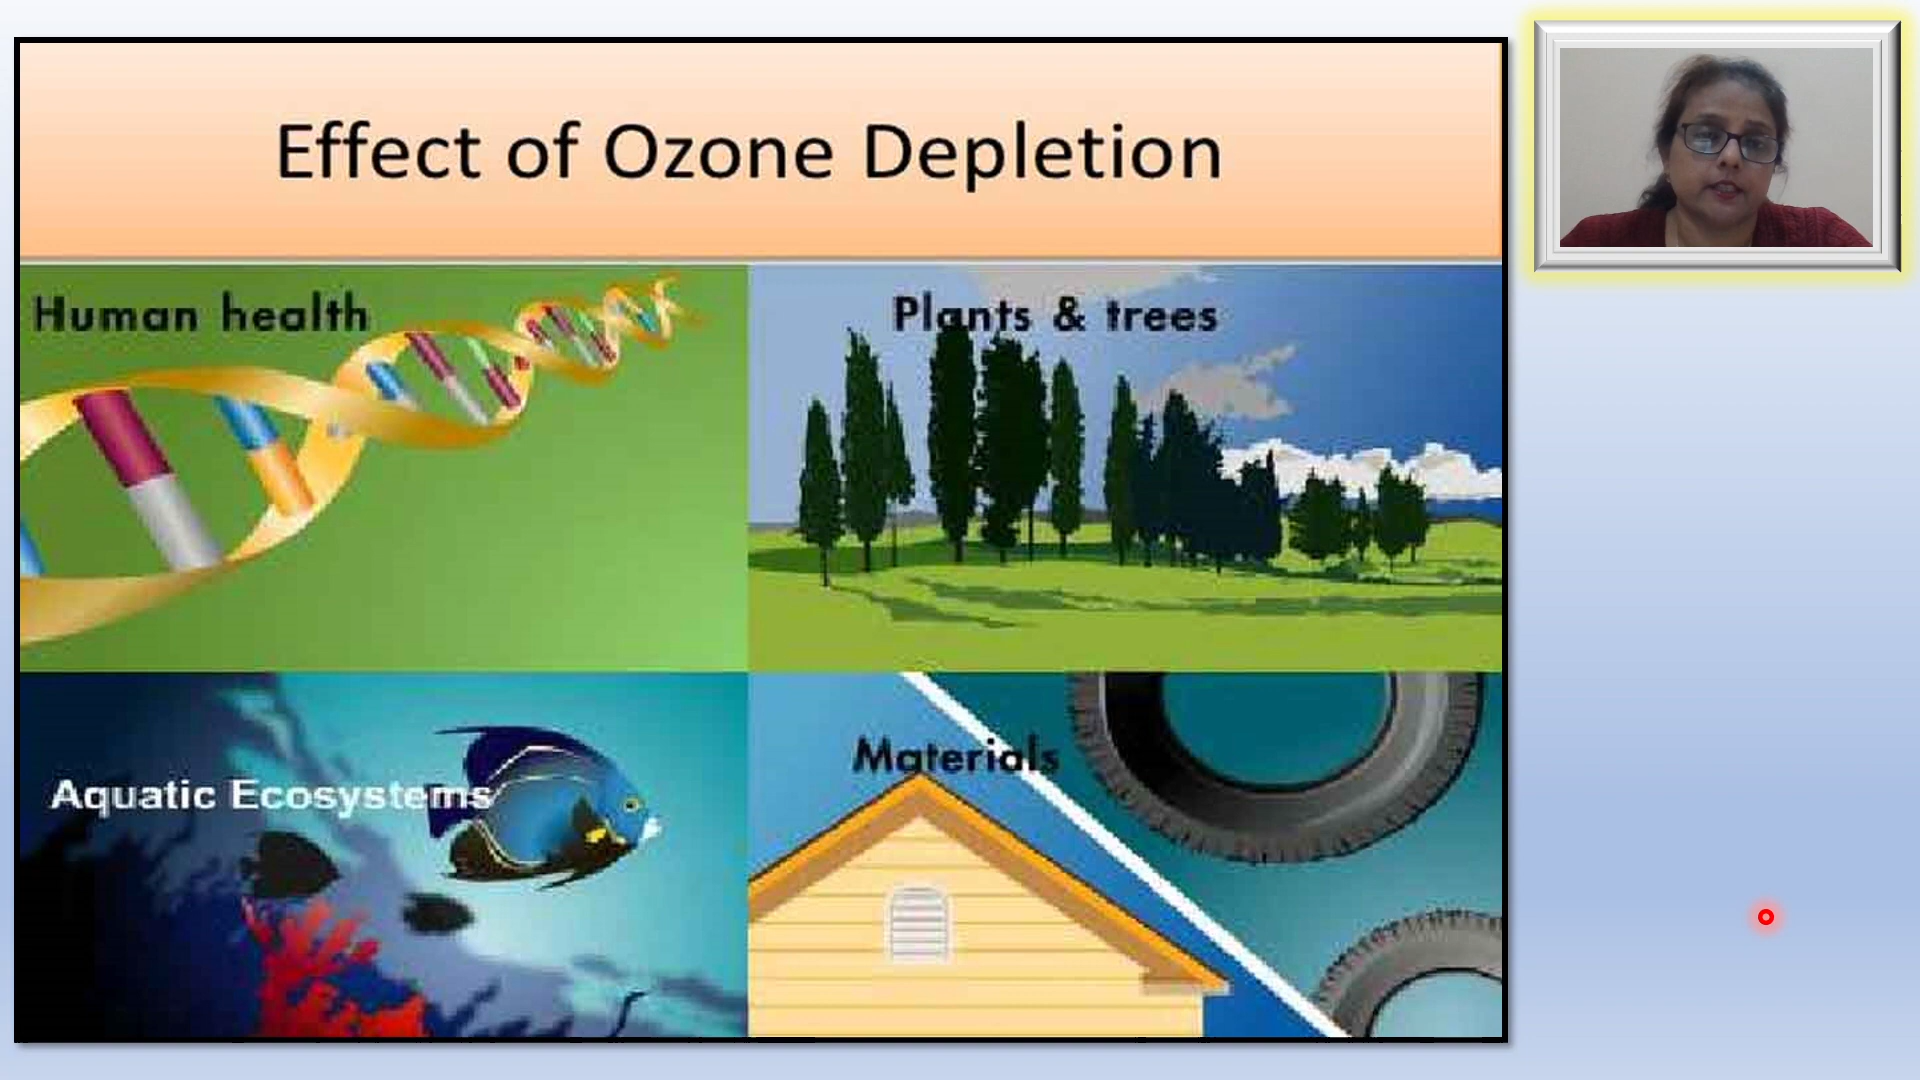 Effect of Ozone Depletion
Human health
Plants & trees
Aquatic Ecosystems
Materials